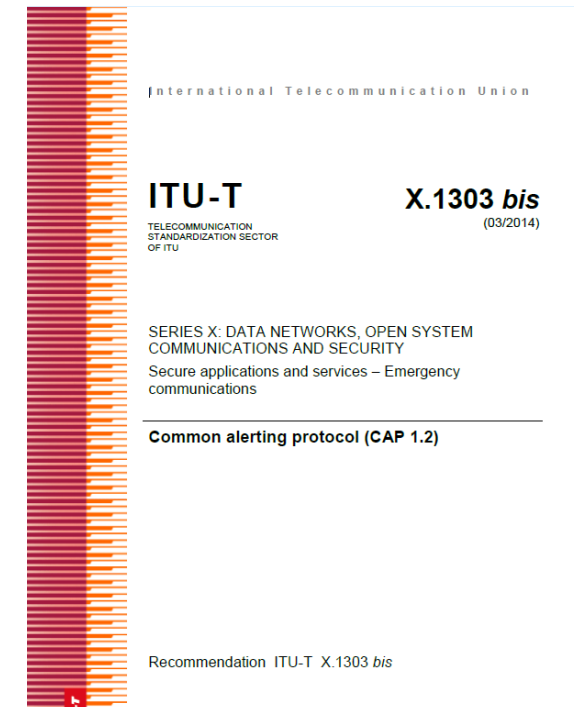 International Telecommunication Union
ITU-T
X.1303 bis
TELECOMMUNICATION
STANDARDIZATION SECTOR
OF ITU
(03/2014)
SERIES X: DATA NETWORKS, OPEN SYSTEM
COMMUNICATIONS AND SECURITY
Secure applications and services – Emergency
communications
Common alerting protocol (CAP 1.2)
Recommendation ITU-T X.1303 bis